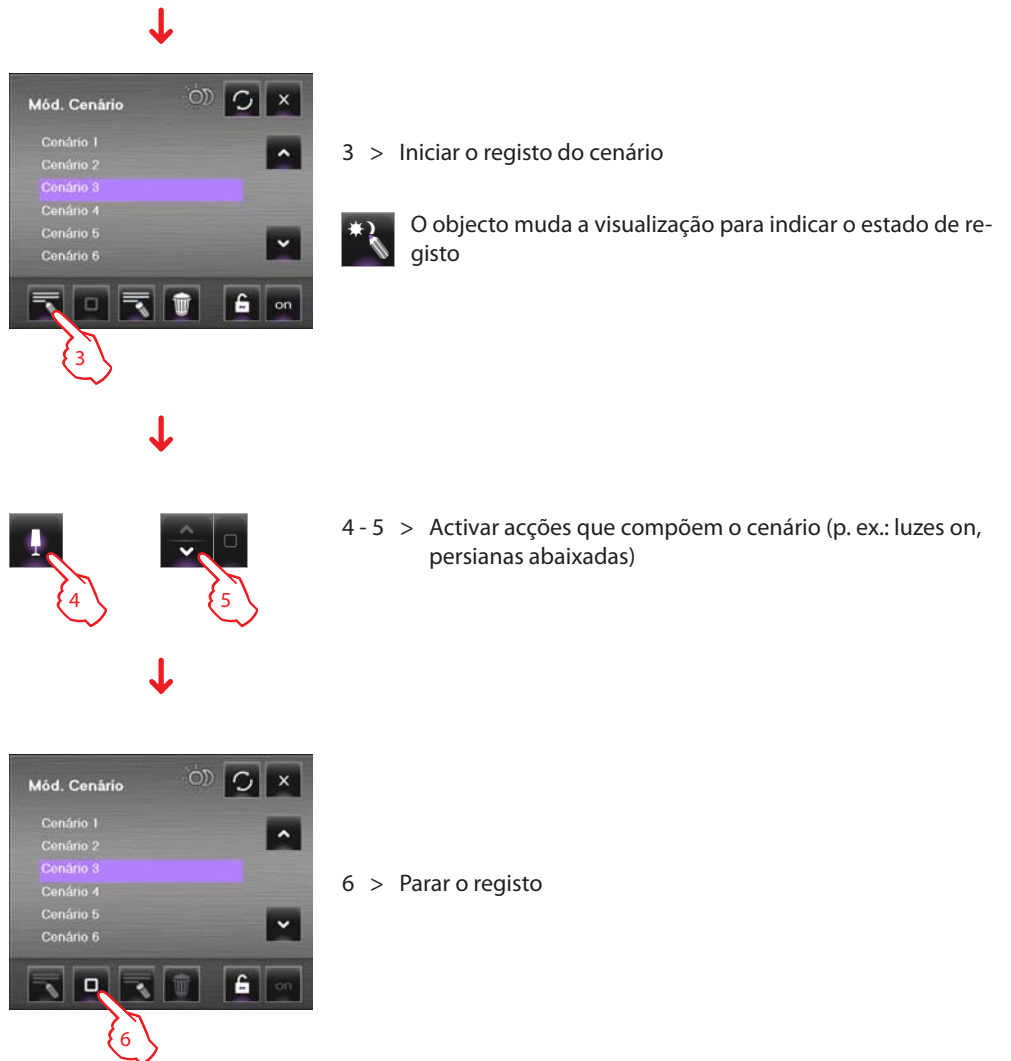 Mód. Cenário
Cenário 1
Cenário 2
Cenário 3
Cenário 4
Cenário 5
Cenário 6
on
3
3 > Iniciar o registo do cenário
O objecto muda a visualização para indicar o estado de re-
gisto
4
5
4 - 5 > Activar acções que compõem o cenário (p. ex.: luzes on,
persianas abaixadas)
Mód. Cenário
Cenário 1
Cenário 2
Cenário 3
Cenário 4
Cenário 5
Cenário 6
on
6
6 > Parar o registo